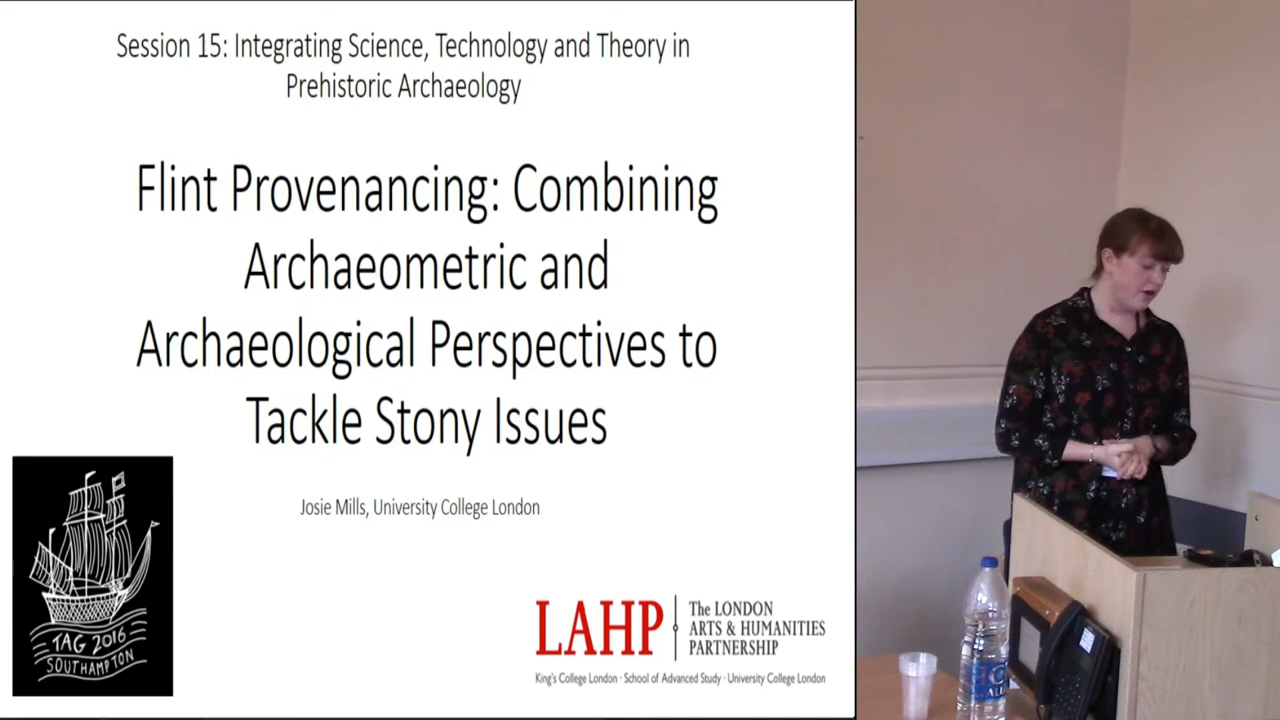 Session 15: Integrating Science, Technology and Theory in
Prehistoric Archaeology
Flint Provenancing: Combining
Archaeometric and
Archaeological Perspectives to
Tackle Stony Issues
Josie Mills, University College London
TAG 2016
SOUTHAMPTON
LAHP
The LONDON
ARTS & HUMANITIES
PARTNERSHIP
King's College London · School of Advanced Study · University College London